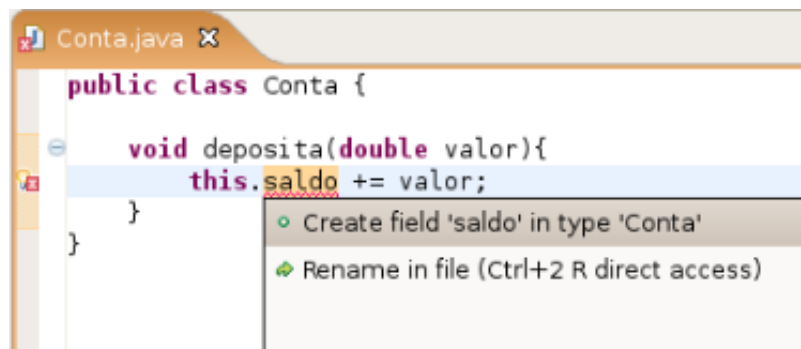 Conta.java
public class Conta {
void deposita(double valor){
this.saldo += valor;
}
}
Create field 'saldo' in type 'Conta'
Rename in file (Ctrl+2 R direct access)